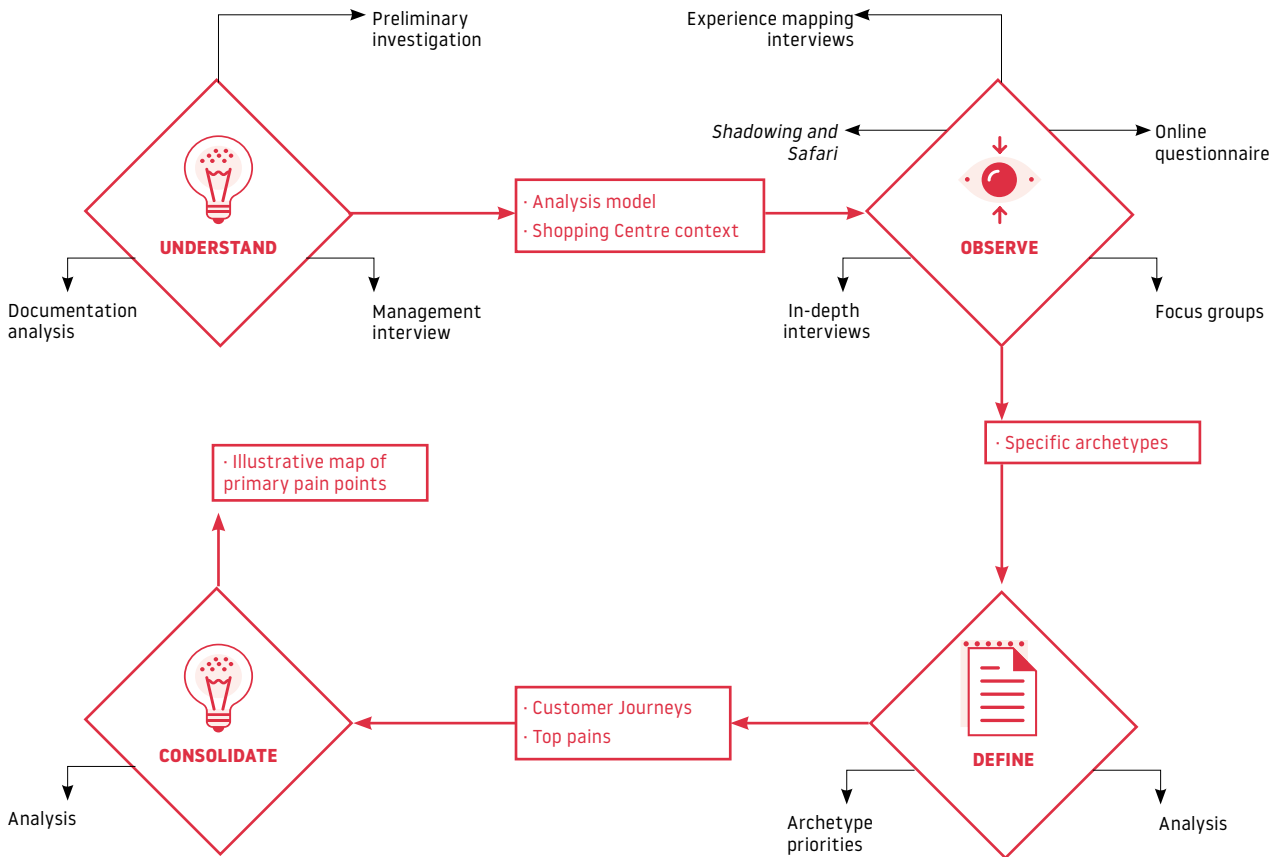 Preliminary
investigation
UNDERSTAND
Documentation
analysis
Management
interview
· Analysis model
· Shopping Centre context
Experience mapping
interviews
Shadowing and
Safari
Online
questionnaire
OBSERVE
In-depth
interviews
Focus groups
· Specific archetypes
DEFINE
Archetype
priorities
Analysis
· Customer Journeys
· Top pains
CONSOLIDATE
Analysis
· Illustrative map of
primary pain points